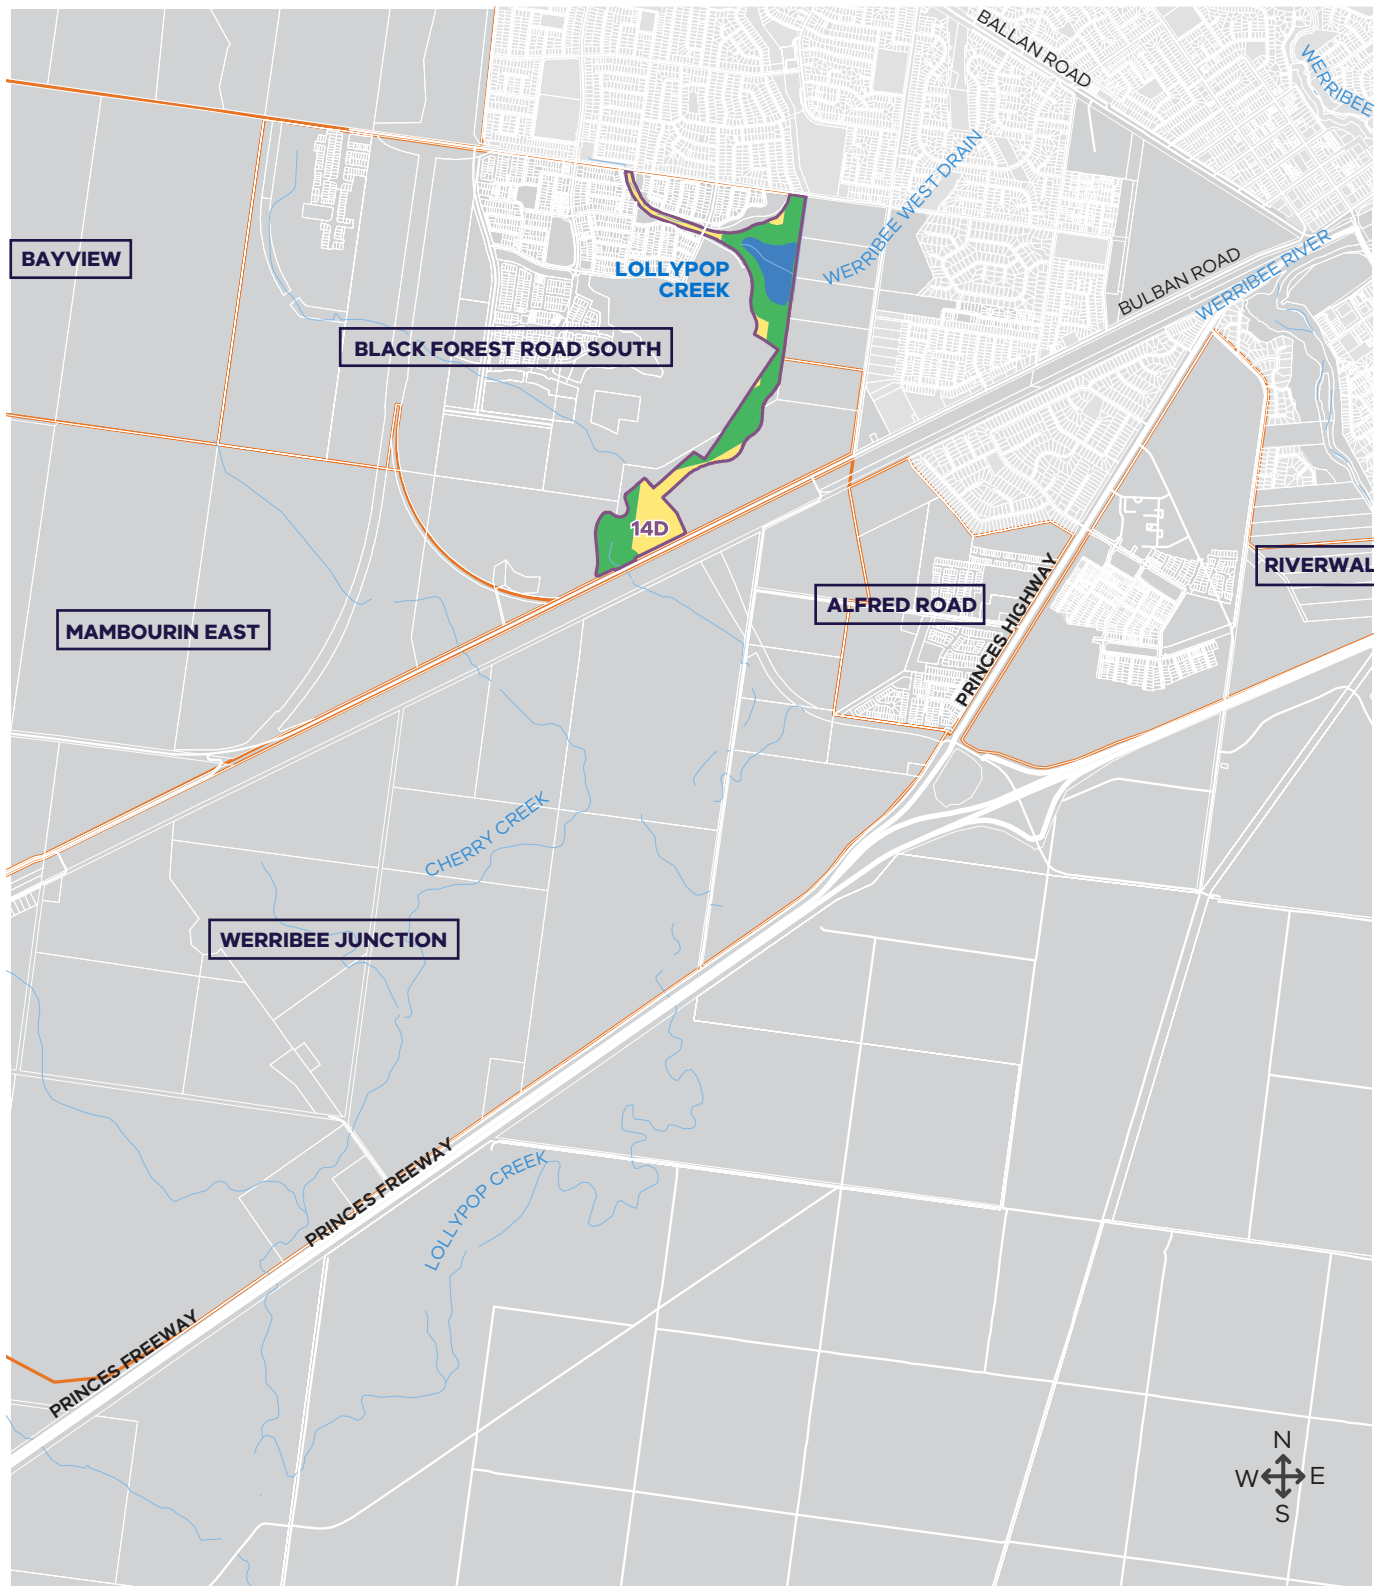 BALLAN ROAD
WERRIBEE
WERRIBEE WEST DRAIN
BAYVIEW
BULBAN ROAD
WERRIBEE RIVER
LOLLYPOP
CREEK
BLACK FOREST ROAD SOUTH
14D
RIVERWAL
ALFRED ROAD
PRINCES HIGHWAY
MAMBOURIN EAST
CHERRY CREEK
WERRIBEE JUNCTION
PRINCES FREEWAY
LOLLYPOP CREEK
PRINCES FREEWAY
N
W E
S